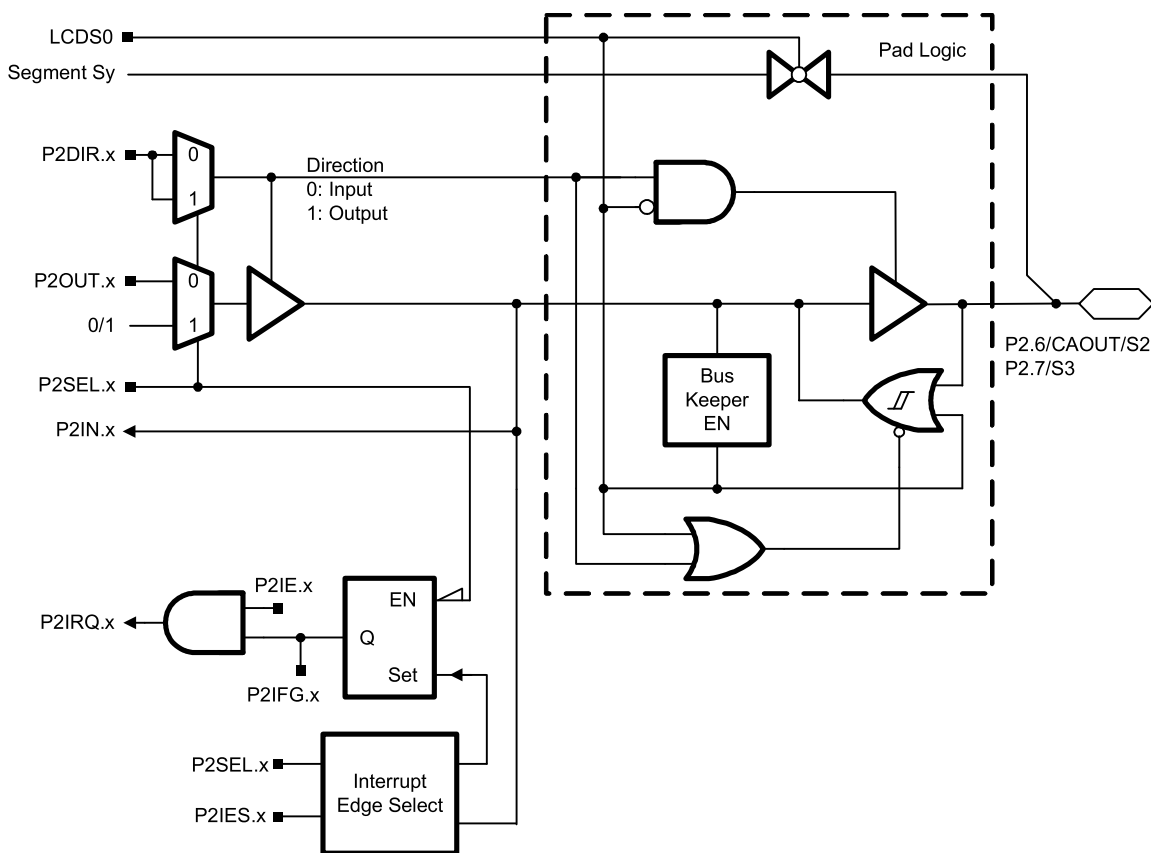 LCDS0
Pad Logic
Segment Sy
P2DIR.x
0
1
Direction
0: Input
1: Output
P2OUT.x
0
0/1
1
P2SEL.x
P2IN.x
Bus
Keeper
EN
P2.6/CAOUT/S2
P2.7/S3
P2IE.x
EN
P2IRQ.x
Q
P2IFG.x
Set
P2SEL.x
Interrupt
Edge Select
P2IES.x